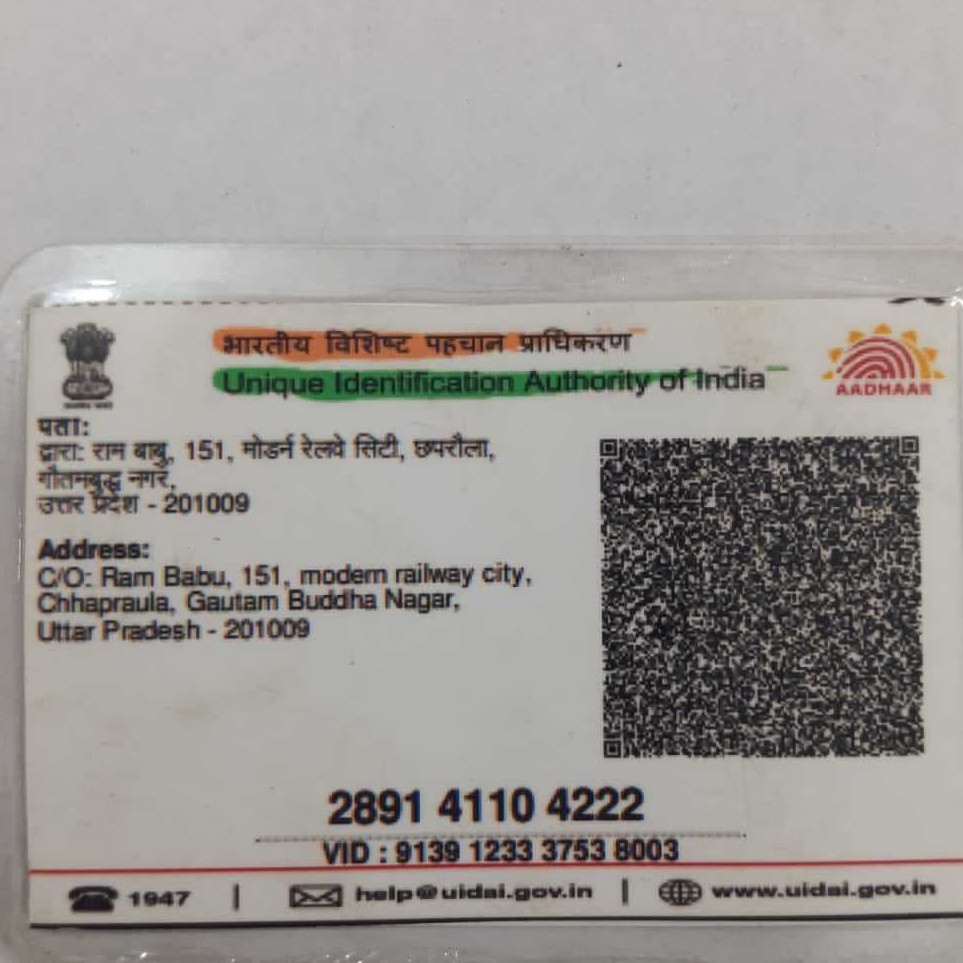 भारतीय विशिष्ट पहचान प्राधिकरण
Unique Identification Authority of India
AADHAAR
पता:
द्वारा: राम बाबु, 151, मोडर्न रेलवे सिटी, छपरौला,
गौतमबुद्ध नगर,
उत्तर प्रदेश - 201009
Address:
C/O: Ram Babu, 151, modern railway city,
Chhapraula, Gautam Buddha Nagar,
Uttar Pradesh - 201009
2891 4110 4222
VID : 9139 1233 3753 8003
1947 | help@uidai.gov.in | www.uidai.gov.in